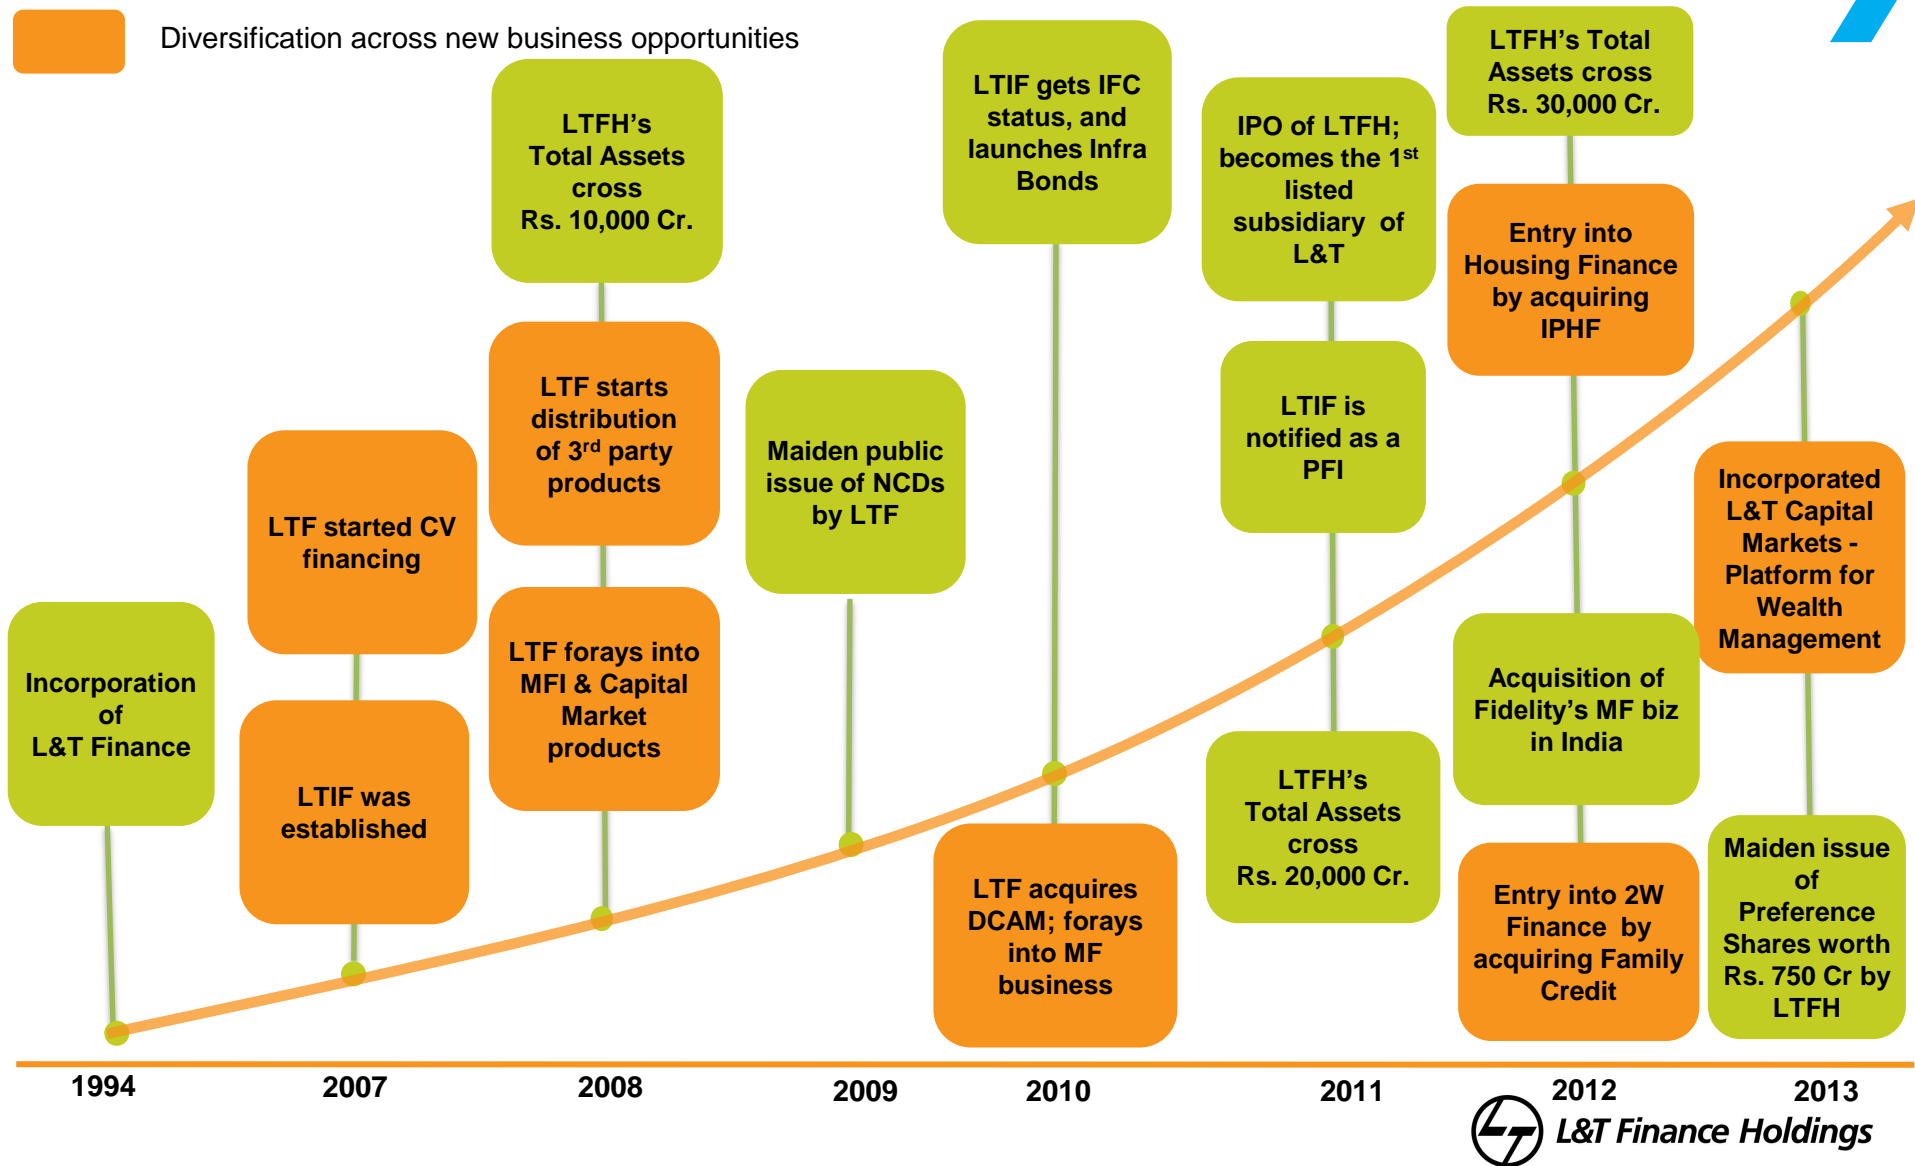 Diversification across new business opportunities
Incorporation
of
L&T Finance
LTF started CV
financing
LTIF was
established
LTFH's
Total Assets
cross
Rs. 10,000 Cr.
LTF starts
distribution
of 3rd party
products
LTF forays into
MFI & Capital
Market
products
Maiden public
issue of NCDs
by LTF
LTIF gets IFC
status, and
launches Infra
Bonds
LTF acquires
DCAM; forays
into MF
business
IPO of LTFH;
becomes the 1st
listed
subsidiary of
L&T
LTIF is
notified as a
PFI
LTFH's
Total Assets
cross
Rs. 20,000 Cr.
LTFH's Total
Assets cross
Rs. 30,000 Cr.
Entry into
Housing Finance
by acquiring
IPHF
Acquisition of
Fidelity's MF biz
in India
Entry into 2W
Finance by
acquiring Family
Credit
Incorporated
L&T Capital
Markets -
Platform for
Wealth
Management
Maiden issue
of
Preference
Shares worth
Rs. 750 Cr by
LTFH
1994 2007 2008 2009 2010 2011 2012 2013
LT L&T Finance Holdings